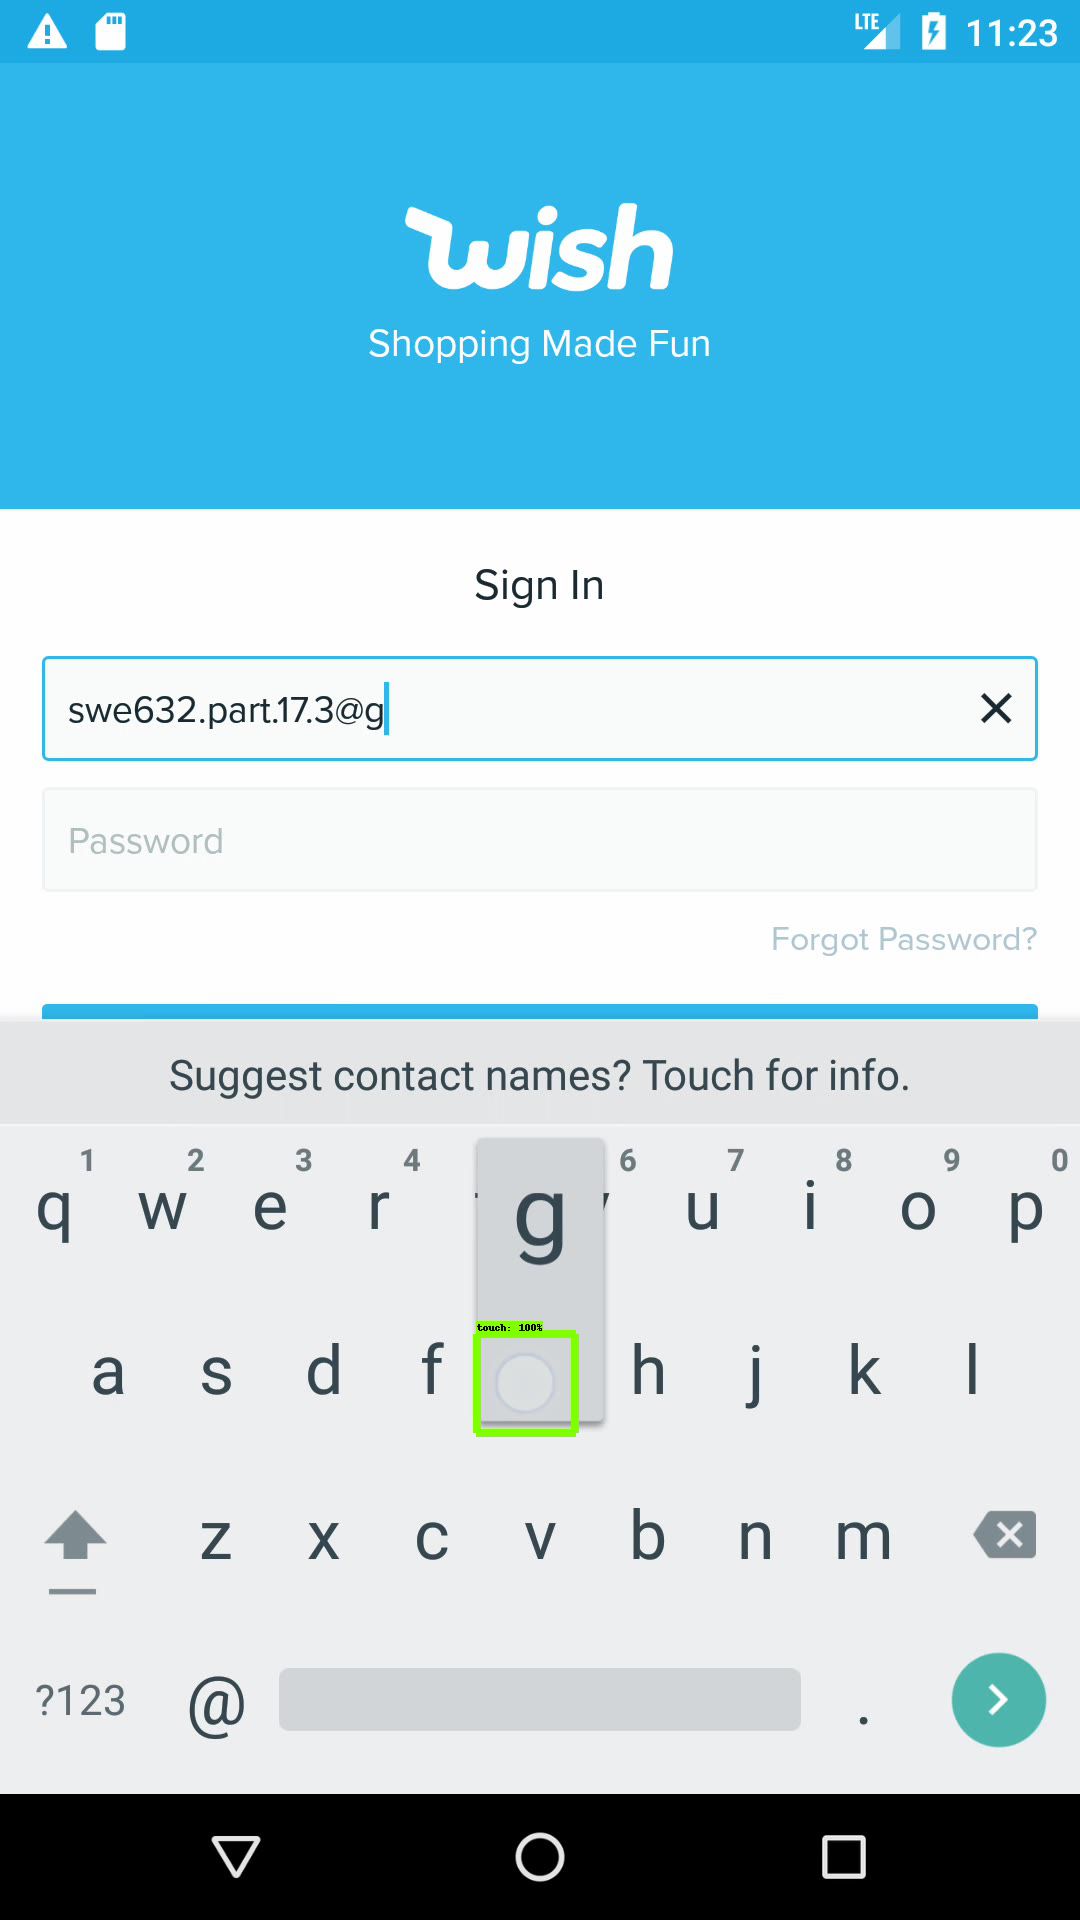 LTE 11:23
wish
Shopping Made Fun
Sign In
swe632.part.17.3@g
Password
Forgot Password?
Suggest contact names? Touch for info.
1 2 3 4 6 7 8 9 0
q w e r g u i o p
touch: 100%
a s d f h j k l
z x c v b n m
?123 @ .